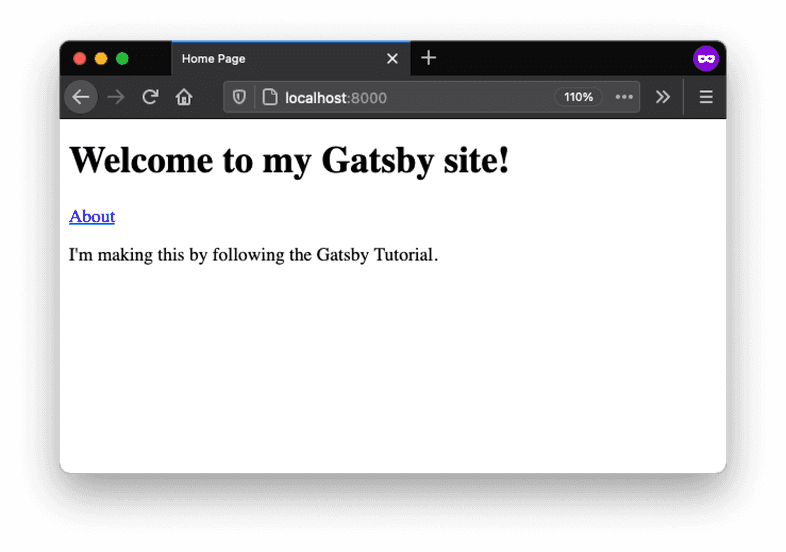 Home Page
localhost:8000
110%
Welcome to my Gatsby site!
About
I'm making this by following the Gatsby Tutorial.